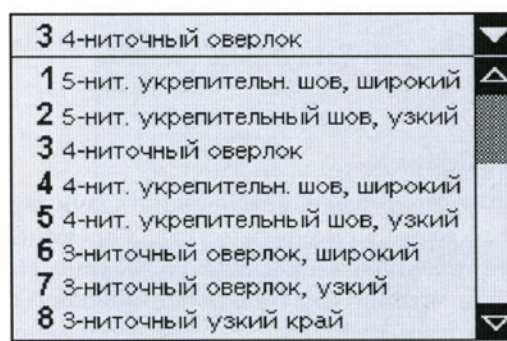 3 4-ниточный оверлок
1 5-нит. укрепительн. шов, широкий
2 5-нит. укрепительный шов, узкий
3 4-ниточный оверлок
4 4-нит. укрепительн. шов, широкий
5 4-нит. укрепительный шов, узкий
6 3-ниточный оверлок, широкий
7 3-ниточный оверлок, узкий
8 3-ниточный узкий край